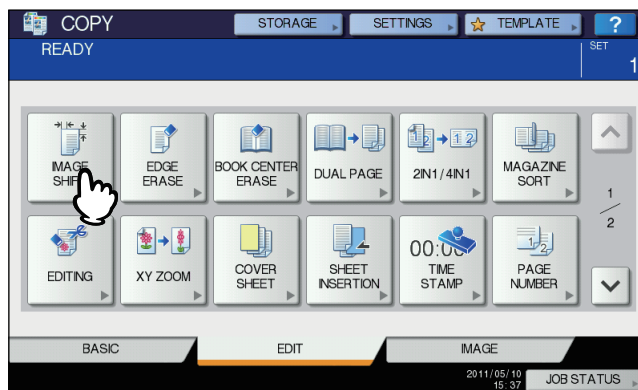 COPY
STORAGE
SETTINGS
TEMPLATE
?
READY
SET
1
IMAGE
EDGE
ERASE
BOOK CENTER
ERASE
DUAL PAGE
2IN1/4IN1
MAGAZINE
SORT
1
2
EDITING
XY ZOOM
COVER
SHEET
SHEET
INSERTION
00:00
TIME
STAMP
PAGE
NUMBER
BASIC
EDIT
IMAGE
2011/05/10
15:37
JOB STATUS